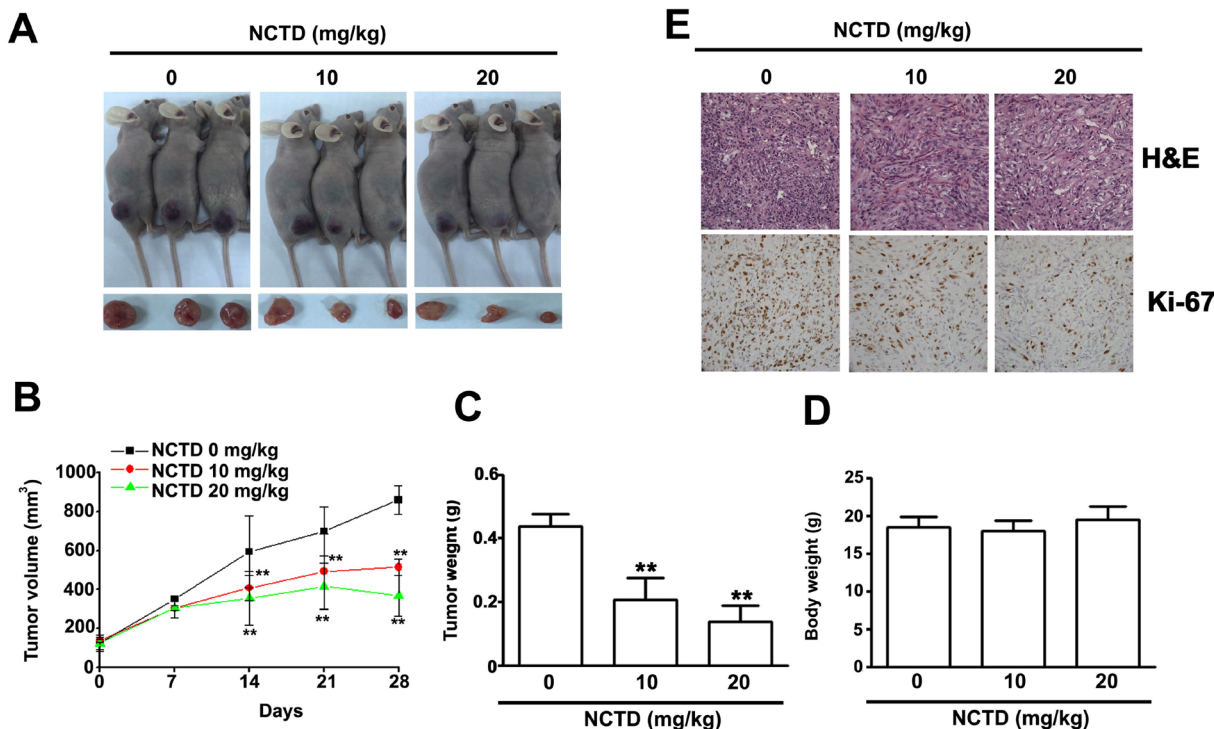 A
NCTD (mg/kg)
0 10 20
E
NCTD (mg/kg)
0 10 20
H&E
Ki-67
B
NCTD 0 mg/kg
NCTD 10 mg/kg
NCTD 20 mg/kg
1000
800
600
400
200
0
Tumor volume (mm³)
** ** **
** ** **
0 7 14 21 28
Days
C
0.6
0.4
0.2
0
Tumor weight (g)
** **
0 10 20
NCTD (mg/kg)
D
25
20
15
10
5
0
Body weight (g)
0 10 20
NCTD (mg/kg)